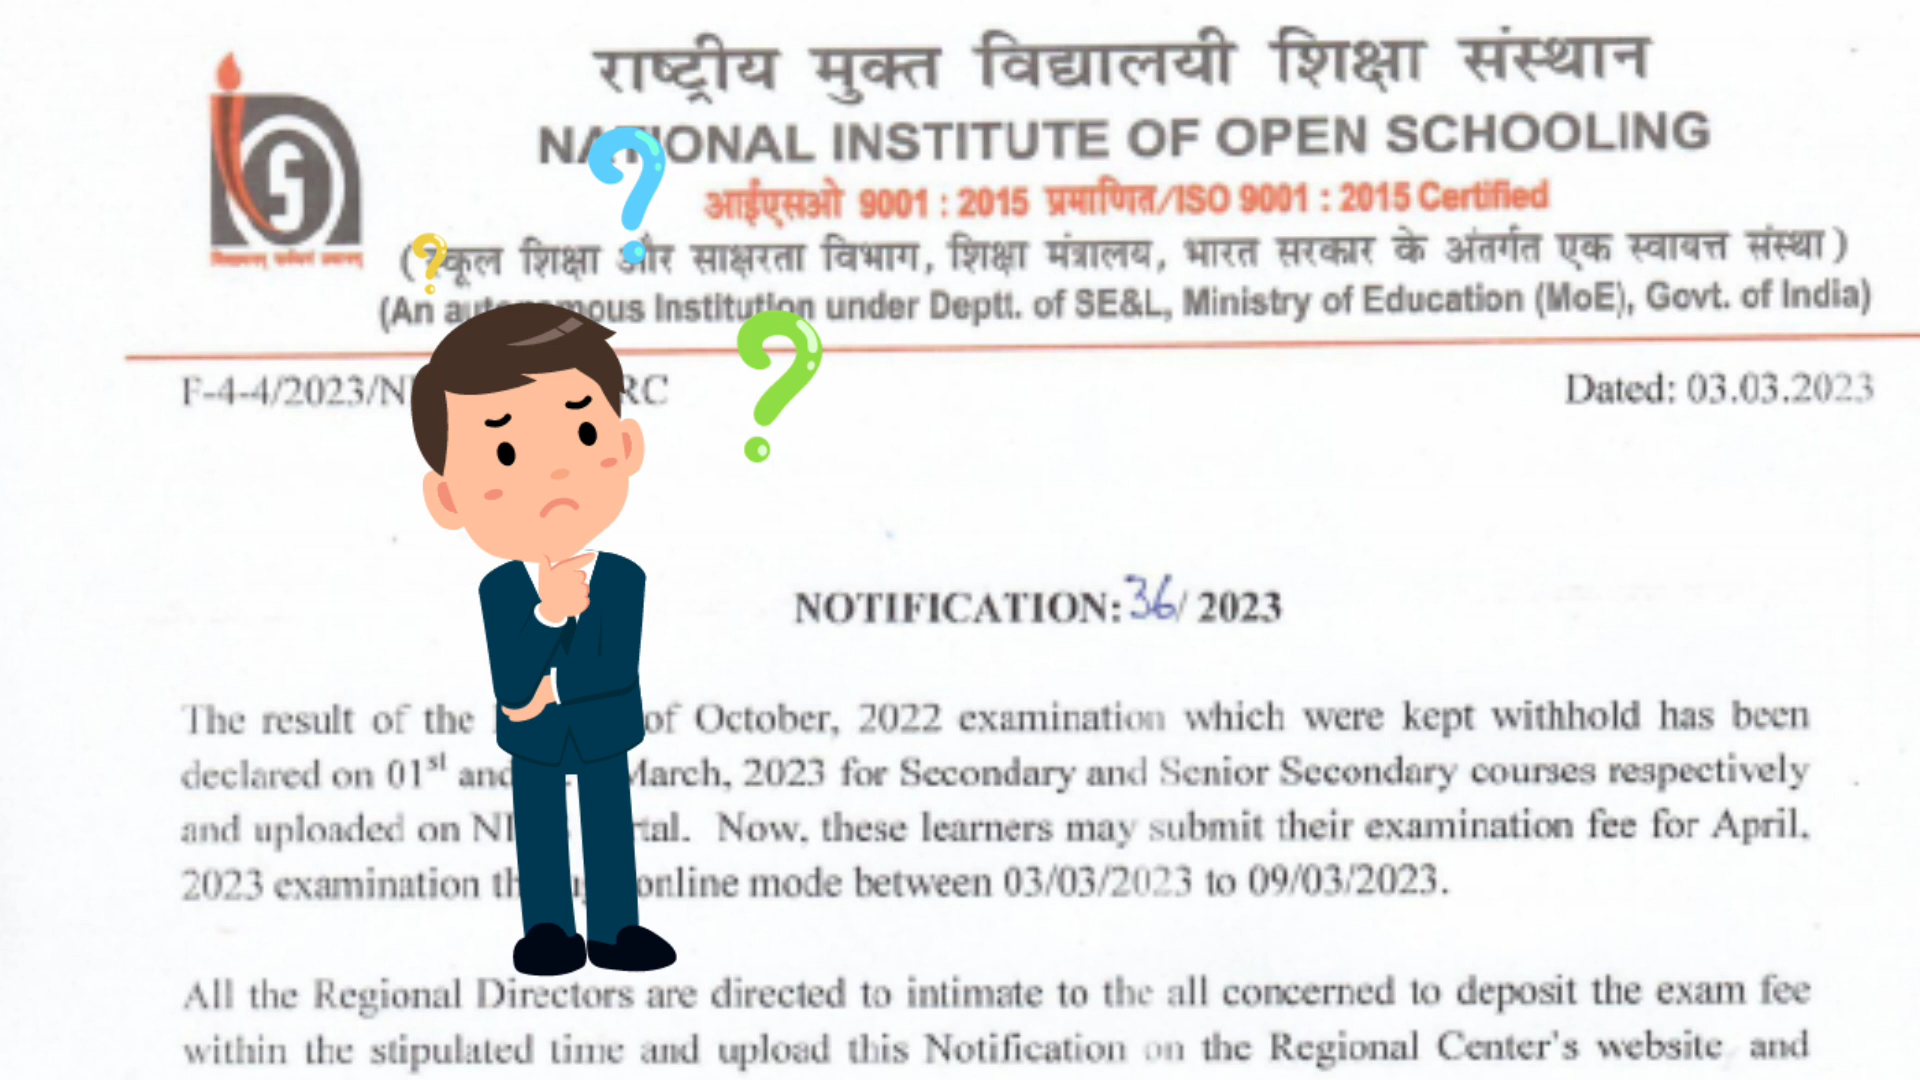 राष्ट्रीय मुक्त विद्यालयी शिक्षा संस्थान
NATIONAL INSTITUTE OF OPEN SCHOOLING
आईएसओ 9001 : 2015 प्रमाणित/ISO 9001 : 2015 Certified
शिक्षा और साक्षरता विभाग, शिक्षा मंत्रालय, भारत सरकार के अंतर्गत एक स्वायत्त संस्था )
(An autonomous Institution under Deptt. of SE&L, Ministry of Education (MoE), Govt. of India)
F-4-4/2023/N RC Dated: 03.03.2023
NOTIFICATION: 36/ 2023
The result of the of October, 2022 examination which were kept withhold has been
declared on 01st and March, 2023 for Secondary and Senior Secondary courses respectively
and uploaded on Now, these learners may submit their examination fee for April,
2023 examination online mode between 03/03/2023 to 09/03/2023.
All the Regional Directors are directed to intimate to the all concerned to deposit the exam fee
within the stipulated time and upload this Notification on the Regional Center's website and